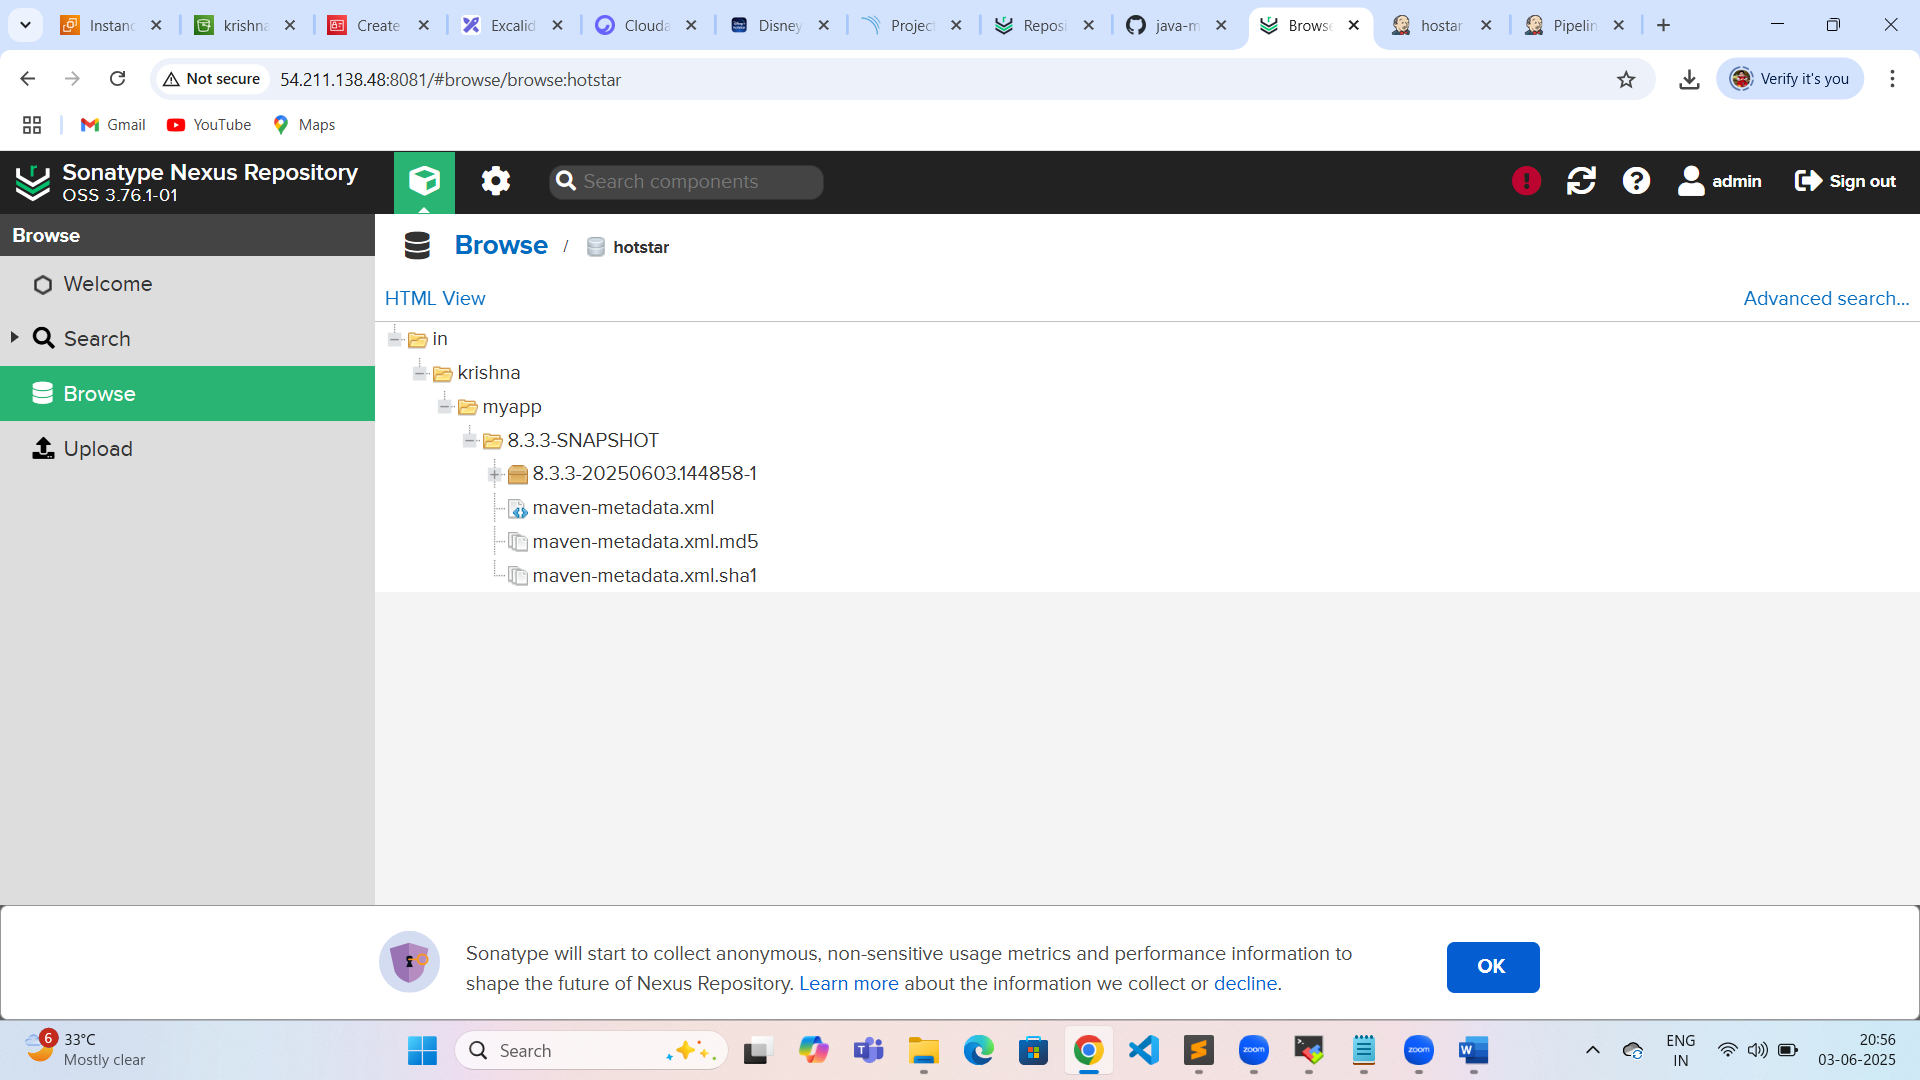 Instanc
krishna
Create
Excalid
Clouda
Disney
Project
Reposi
java-m
Browse
hostar
Pipelin
Not secure
54.211.138.48:8081/#browse/browse:hotstar
Verify it's you
Gmail
YouTube
Maps
Sonatype Nexus Repository
OSS 3.76.1-01
Search components
admin
Sign out
Browse
Welcome
Search
Browse
Upload
Browse / hotstar
HTML View
Advanced search...
in
krishna
myapp
8.3.3-SNAPSHOT
8.3.3-20250603.144858-1
maven-metadata.xml
maven-metadata.xml.md5
maven-metadata.xml.sha1
Sonatype will start to collect anonymous, non-sensitive usage metrics and performance information to
shape the future of Nexus Repository. Learn more about the information we collect or decline.
OK
6
33°C
Mostly clear
Search
zoom
zoom
ENG
IN
20:56
03-06-2025